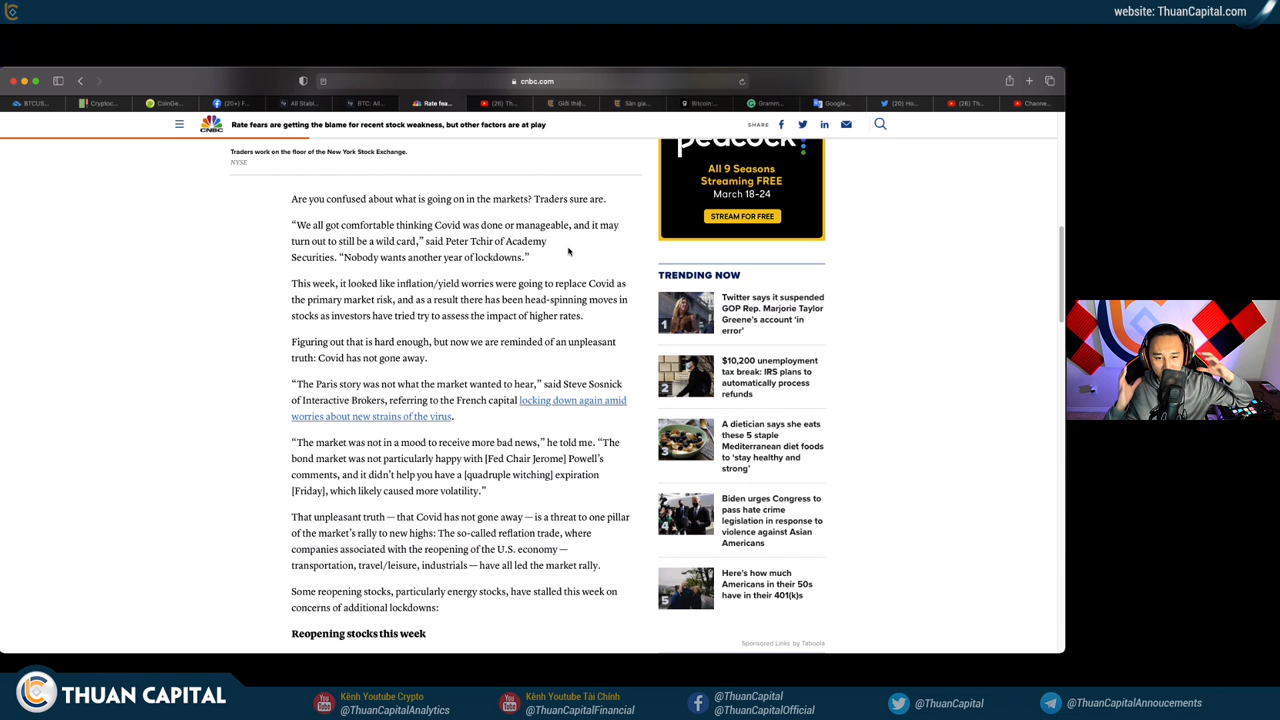 website: ThuanCapital.com
cnbc.com
BTCUS...
Cryptoc...
CoinGe...
(20+) F...
All Stabl...
BTC: All...
Rate fea...
(26) Th...
Giới thiệ...
Sàn gia...
Bitcoin:...
Gramm...
Google...
(20) Ho...
(26) Th...
Channe...
CNBC
Rate fears are getting the blame for recent stock weakness, but other factors are at play
SHARE
Traders work on the floor of the New York Stock Exchange.
NYSE
Are you confused about what is going on in the markets? Traders sure are.
“We all got comfortable thinking Covid was done or manageable, and it may
turn out to still be a wild card,” said Peter Tchir of Academy
Securities. “Nobody wants another year of lockdowns.”
This week, it looked like inflation/yield worries were going to replace Covid as
the primary market risk, and as a result there has been head-spinning moves in
stocks as investors have tried try to assess the impact of higher rates.
Figuring out that is hard enough, but now we are reminded of an unpleasant
truth: Covid has not gone away.
“The Paris story was not what the market wanted to hear,” said Steve Sosnick
of Interactive Brokers, referring to the French capital locking down again amid
worries about new strains of the virus.
“The market was not in a mood to receive more bad news,” he told me. “The
bond market was not particularly happy with [Fed Chair Jerome] Powell’s
comments, and it didn’t help you have a [quadruple witching] expiration
[Friday], which likely caused more volatility.”
That unpleasant truth — that Covid has not gone away — is a threat to one pillar
of the market’s rally to new highs: The so-called reflation trade, where
companies associated with the reopening of the U.S. economy —
transportation, travel/leisure, industrials — have all led the market rally.
Some reopening stocks, particularly energy stocks, have stalled this week on
concerns of additional lockdowns:
Reopening stocks this week
peacock
All 9 Seasons
Streaming FREE
March 18-24
STREAM FOR FREE
TRENDING NOW
1
Twitter says it suspended
GOP Rep. Marjorie Taylor
Greene’s account ‘in
error’
2
$10,200 unemployment
tax break: IRS plans to
automatically process
refunds
3
A dietician says she eats
these 5 staple
Mediterranean diet foods
to ‘stay healthy and
strong’
4
Biden urges Congress to
pass hate crime
legislation in response to
violence against Asian
Americans
5
Here’s how much
Americans in their 50s
have in their 401(k)s
Sponsored Links by Taboola
THUAN CAPITAL
You Tube
Kênh Youtube Crypto
@ThuanCapitalAnalytics
You Tube
Kênh Youtube Tài Chính
@ThuanCapitalFinancial
@ThuanCapital
@ThuanCapitalOfficial
@ThuanCapital
@ThuanCapitalAnnoucements